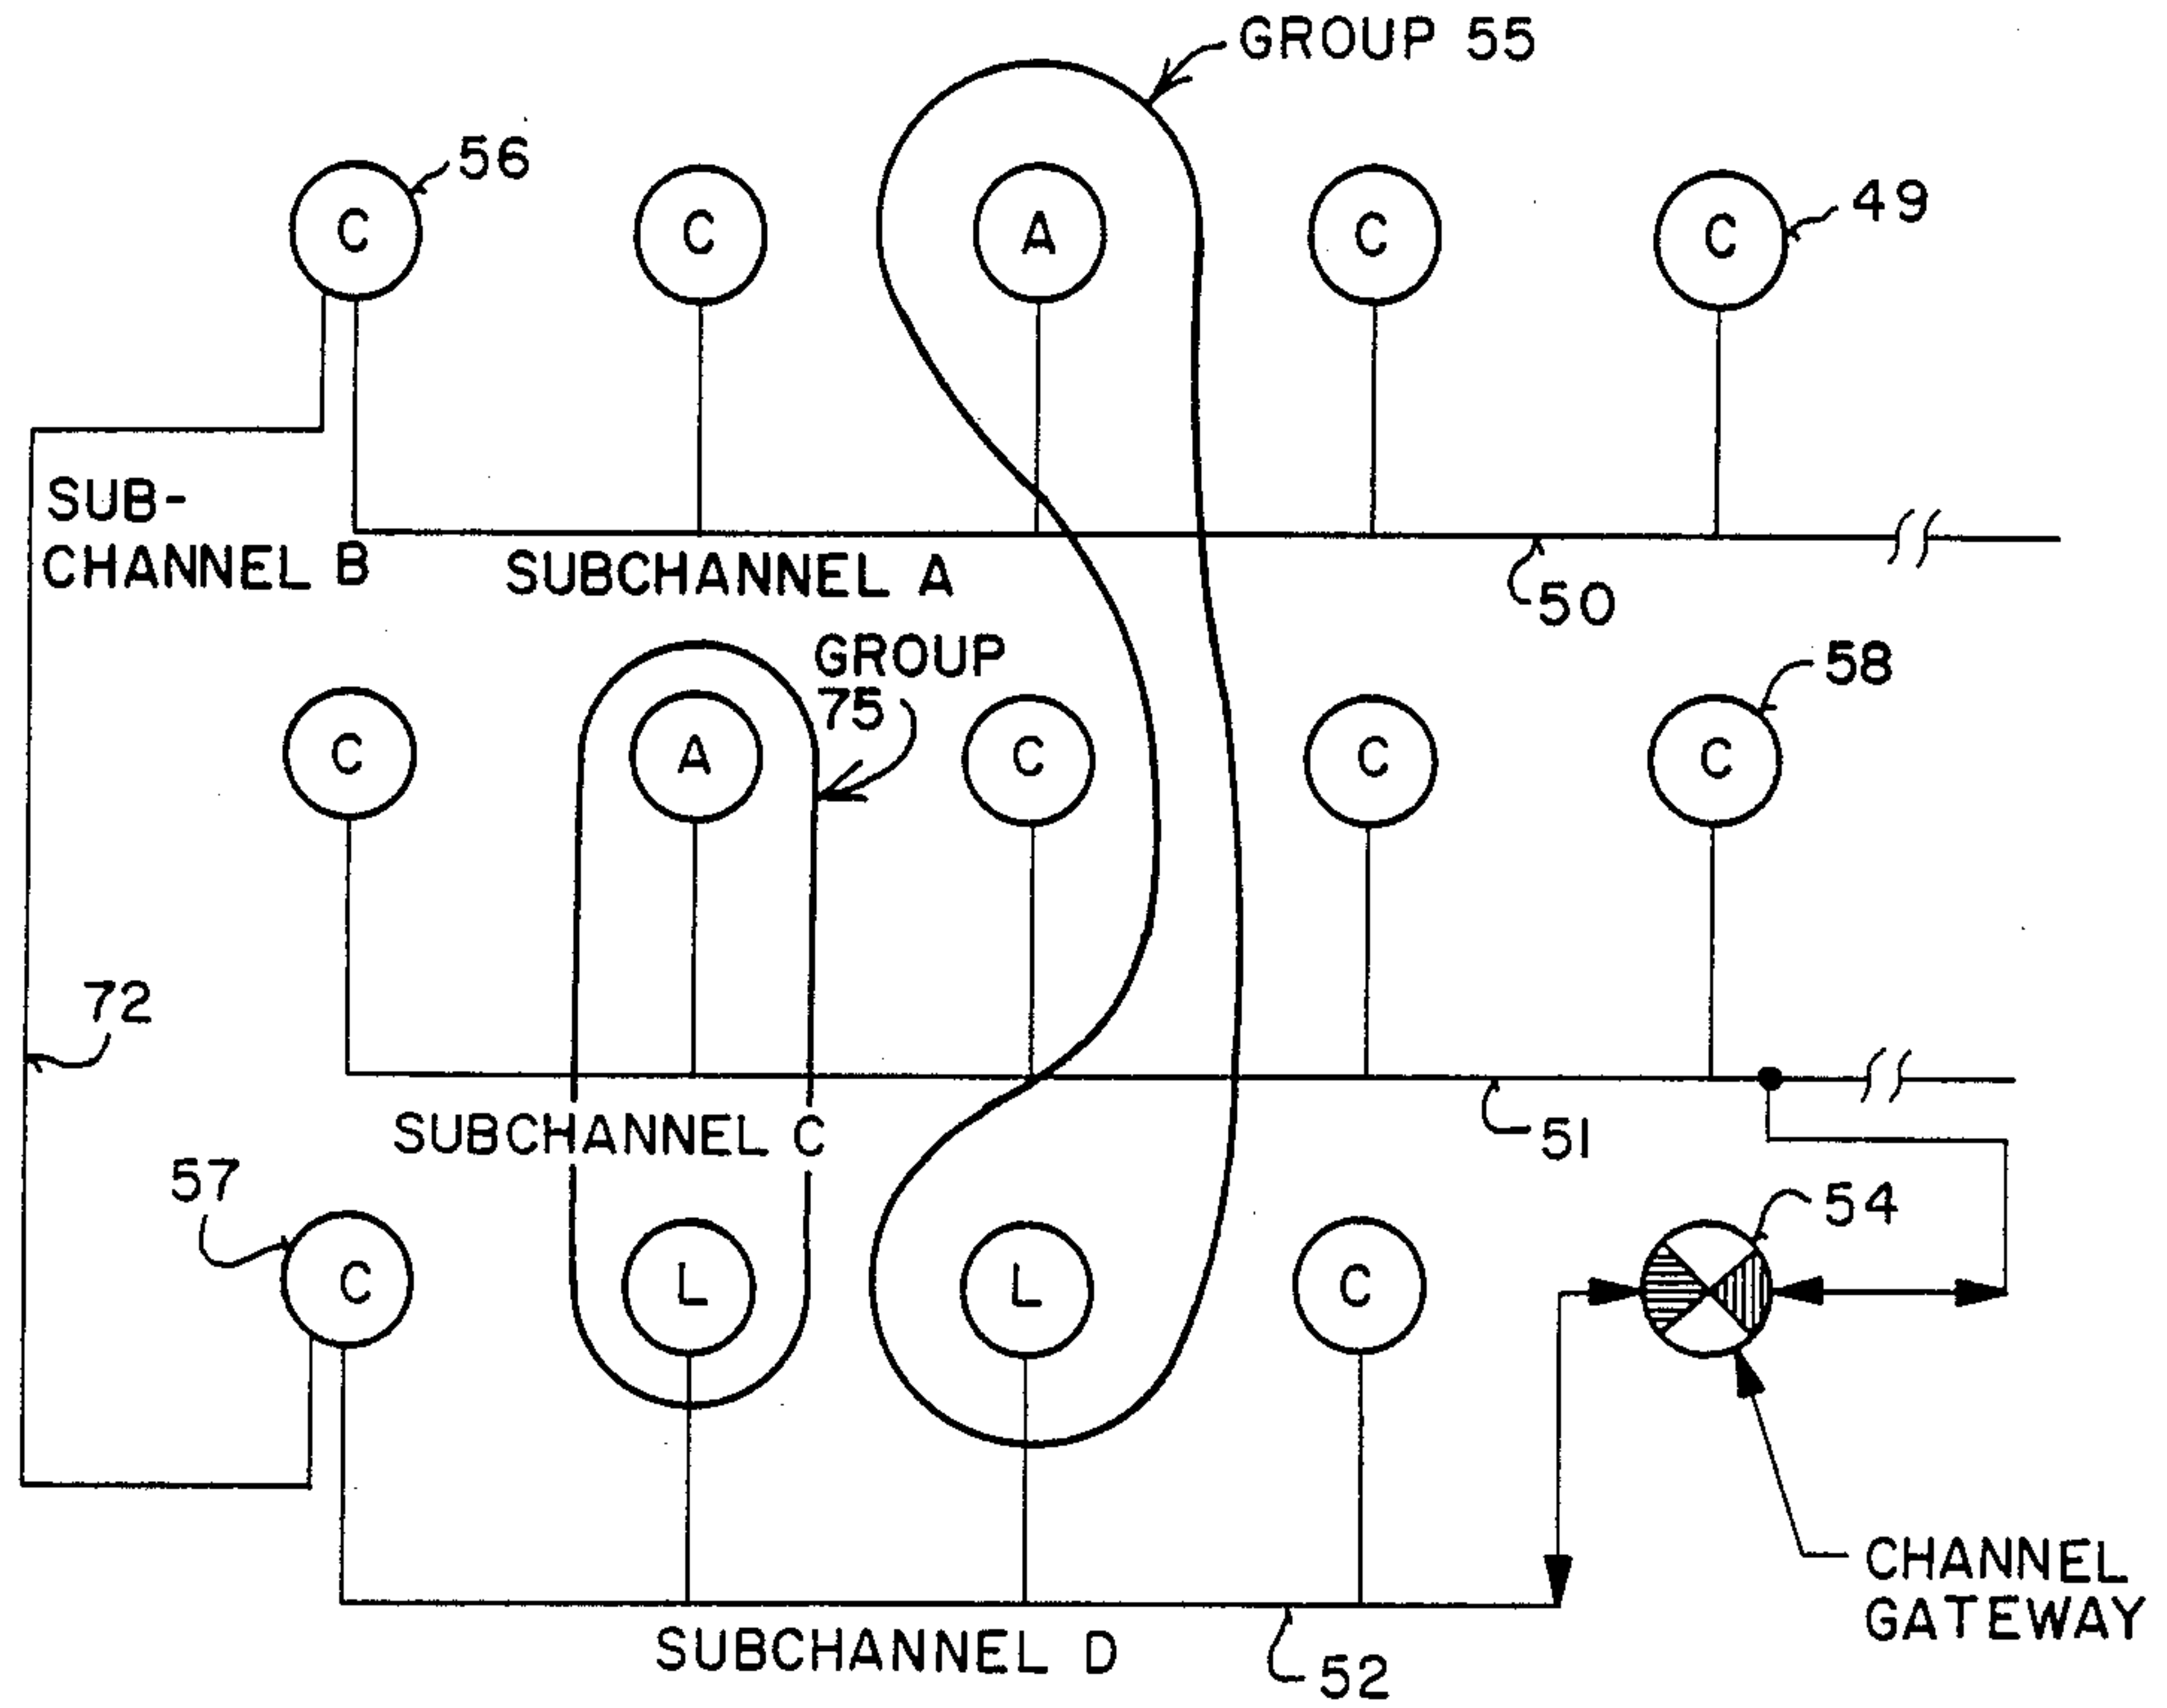 GROUP 55
56
49
C
C
A
C
C
SUB-
CHANNEL B
SUBCHANNEL A
50
GROUP
75
58
C
A
C
C
C
72
SUBCHANNEL C
51
57
54
C
L
L
C
CHANNEL
GATEWAY
SUBCHANNEL D
52